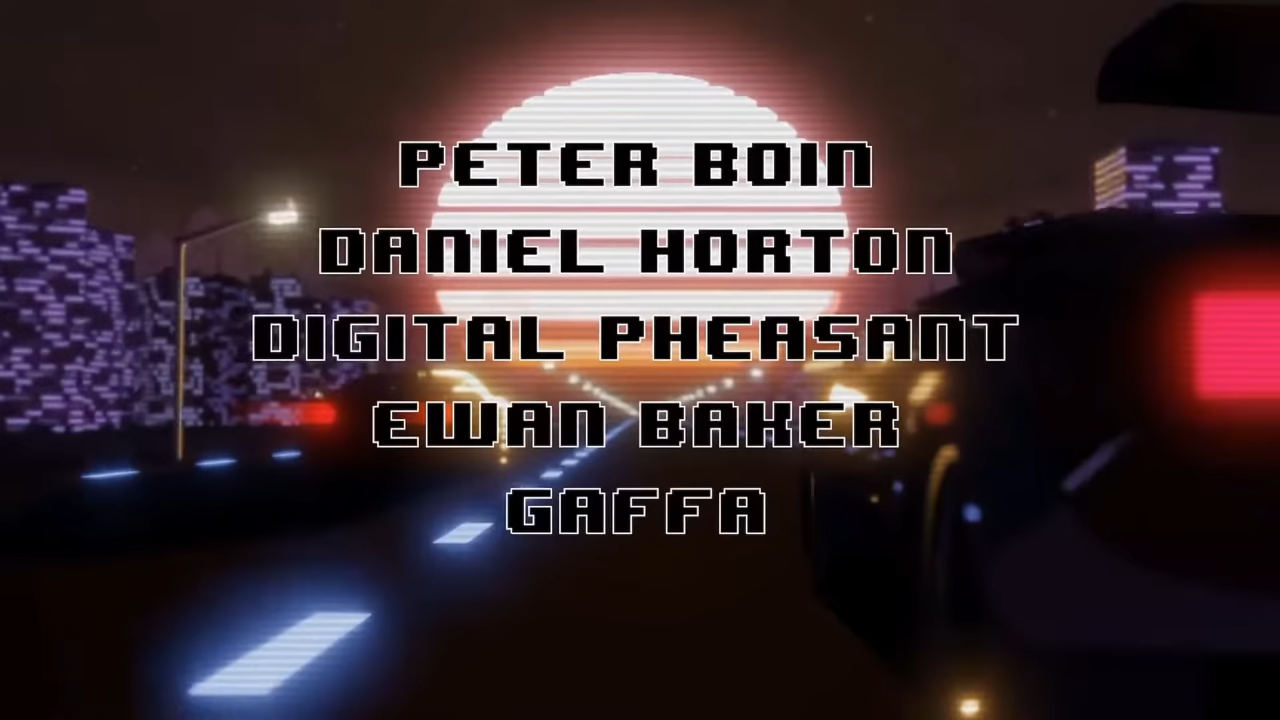 PETER BOIN
DANIEL HORTON
DIGITAL PHEASANT
EWAN BAKER
GAFFA